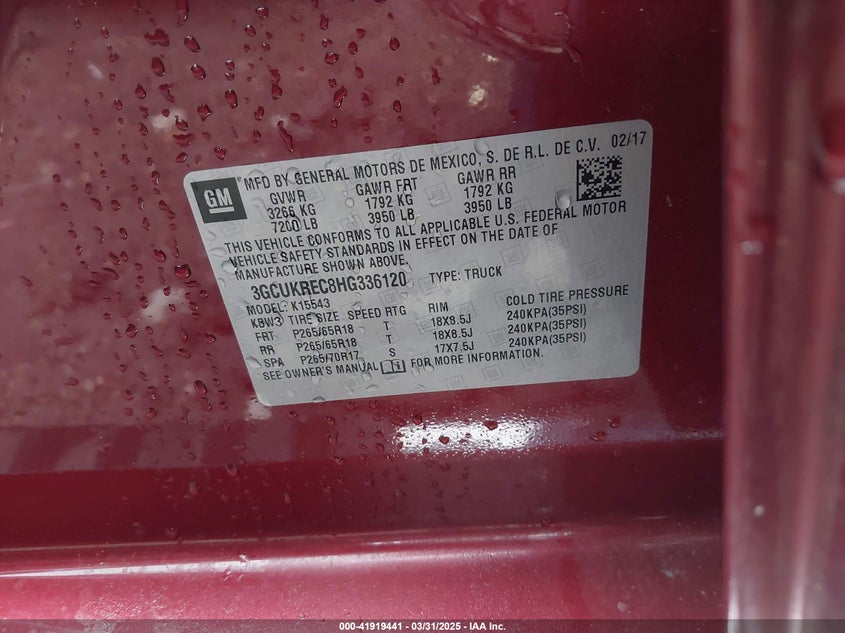 GM
MFD BY GENERAL MOTORS DE MEXICO, S. DE R.L. DE C.V. 02/17
GVWR GAWR FRT GAWR RR
3266 KG 1792 KG 1792 KG
7200 LB 3950 LB 3950 LB
THIS VEHICLE CONFORMS TO ALL APPLICABLE U.S. FEDERAL MOTOR
VEHICLE SAFETY STANDARDS IN EFFECT ON THE DATE OF
MANUFACTURE SHOWN ABOVE.
3GCUKREC8HG336120 TYPE: TRUCK
MODEL: K15543
KBW3 TIRE SIZE SPEED RTG RIM COLD TIRE PRESSURE
FRT P265/65R18 T 18X8.5J 240KPA(35PSI)
RR P265/65R18 T 18X8.5J 240KPA(35PSI)
SPA P265/70R17 S 17X7.5J 240KPA(35PSI)
SEE OWNER'S MANUAL FOR MORE INFORMATION.
000-41919441 - 03/31/2025 - IAA Inc.